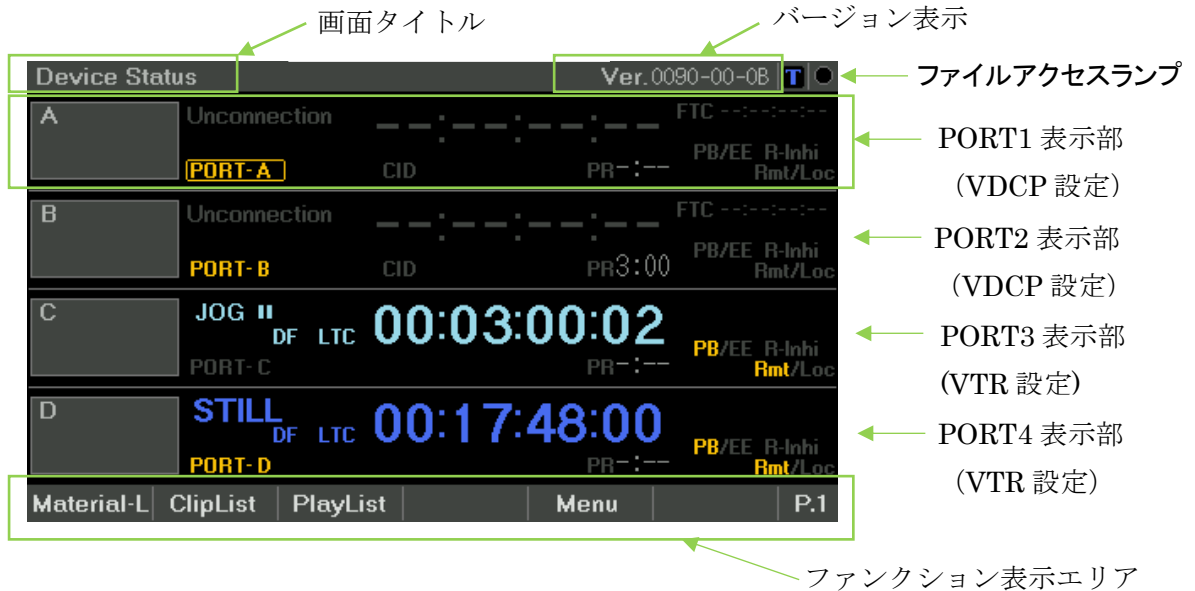 画面タイトル
バージョン表示
Device Status
Ver.0090-00-0B T
ファイルアクセスランプ
A
Unconnection
--:--:--:--
FTC --:--:--:--
PORT-A
CID
PR-:--
PB/EE R-Inhi
Rmt/Loc
PORT1 表示部
（VDCP 設定）
B
Unconnection
--:--:--:--
FTC --:--:--:--
PORT-B
CID
PR3:00
PB/EE R-Inhi
Rmt/Loc
PORT2 表示部
（VDCP 設定）
C
JOG
DF LTC 00:03:00:02
PORT-C
PR-:--
PB/EE R-Inhi
Rmt/Loc
PORT3 表示部
(VTR 設定)
D
STILL
DF LTC 00:17:48:00
PORT-D
PR-:--
PB/EE R-Inhi
Rmt/Loc
PORT4 表示部
（VTR 設定）
Material-L ClipList PlayList Menu P.1
ファンクション表示エリア